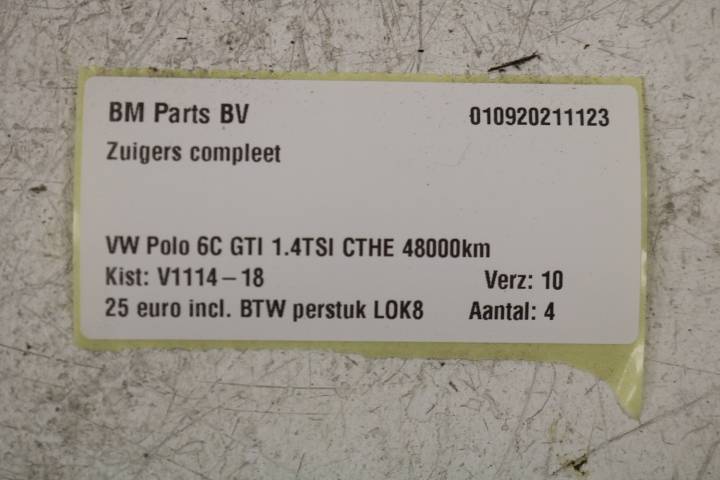 BM Parts BV 010920211123
Zuigers compleet
VW Polo 6C GTI 1.4TSI CTHE 48000km
Kist: V1114-18 Verz: 10
25 euro incl. BTW perstuk LOK8 Aantal: 4